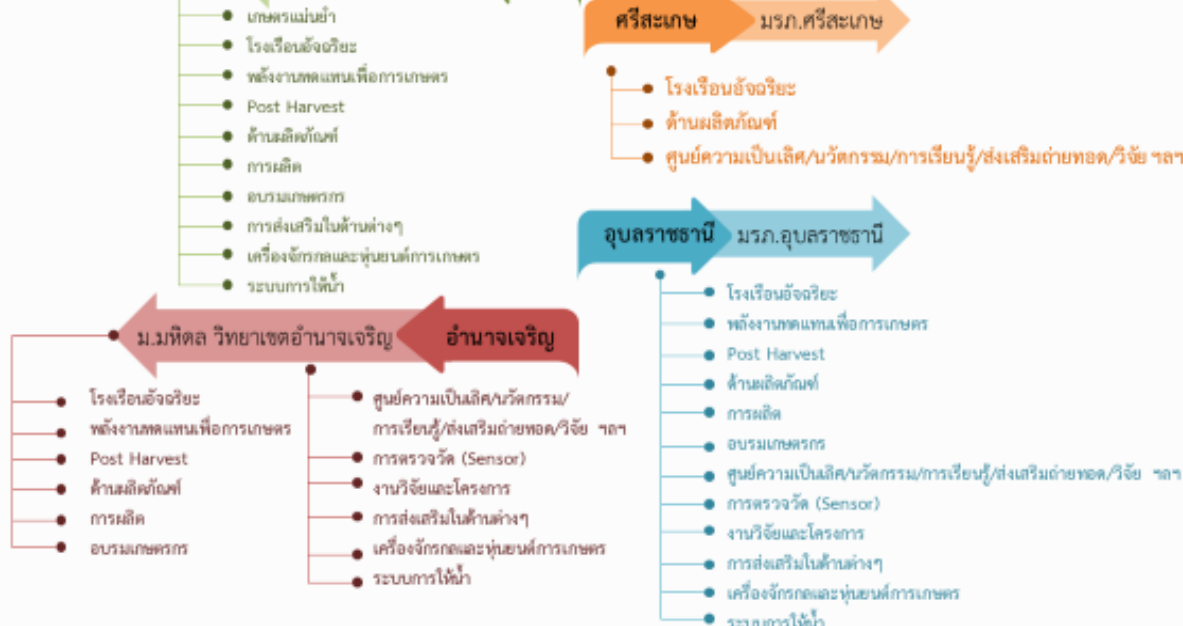 เกษตรแม่นยำ
โรงเรือนอัจฉริยะ
พลังงานทดแทนเพื่อการเกษตร
Post Harvest
ด้านผลิตภัณฑ์
การผลิต
อบรมเกษตรกร
การส่งเสริมในด้านต่างๆ
เครื่องจักรกลและหุ่นยนต์การเกษตร
ระบบการให้น้ำ
ศรีสะเกษ มรภ.ศรีสะเกษ
โรงเรือนอัจฉริยะ
ด้านผลิตภัณฑ์
ศูนย์ความเป็นเลิศ/นวัตกรรม/การเรียนรู้/ส่งเสริมถ่ายทอด/วิจัย ฯลฯ
ม.มหิดล วิทยาเขตอำนาจเจริญ อำนาจเจริญ
โรงเรือนอัจฉริยะ
พลังงานทดแทนเพื่อการเกษตร
Post Harvest
ด้านผลิตภัณฑ์
การผลิต
อบรมเกษตรกร
ศูนย์ความเป็นเลิศ/นวัตกรรม/
การเรียนรู้/ส่งเสริมถ่ายทอด/วิจัย ฯลฯ
การตรวจวัด (Sensor)
งานวิจัยและโครงการ
การส่งเสริมในด้านต่างๆ
เครื่องจักรกลและหุ่นยนต์การเกษตร
ระบบการให้น้ำ
อุบลราชธานี มรภ.อุบลราชธานี
โรงเรือนอัจฉริยะ
พลังงานทดแทนเพื่อการเกษตร
Post Harvest
ด้านผลิตภัณฑ์
การผลิต
อบรมเกษตรกร
ศูนย์ความเป็นเลิศ/นวัตกรรม/การเรียนรู้/ส่งเสริมถ่ายทอด/วิจัย ฯลฯ
การตรวจวัด (Sensor)
งานวิจัยและโครงการ
การส่งเสริมในด้านต่างๆ
เครื่องจักรกลและหุ่นยนต์การเกษตร
ระบบการให้น้ำ